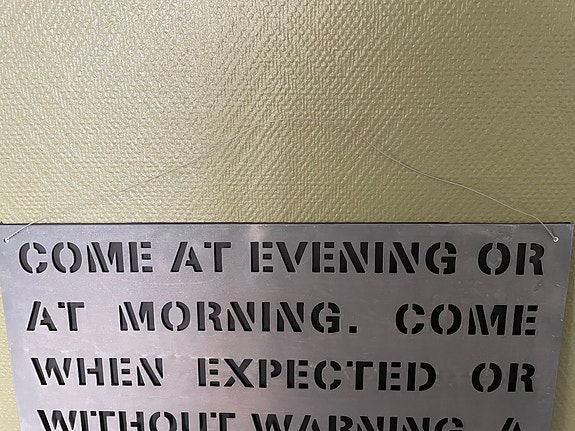 COME AT EVENING OR
AT MORNING. COME
WHEN EXPECTED OR
WITHOUT WARNING. A